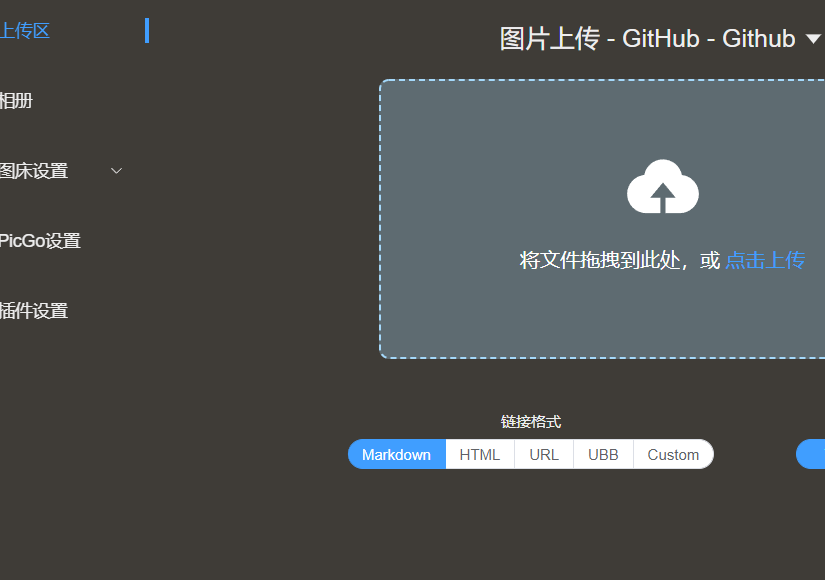 上传区
相册
图床设置
PicGo设置
插件设置
图片上传 - GitHub - Github
将文件拖拽到此处，或 点击上传
链接格式
Markdown HTML URL UBB Custom